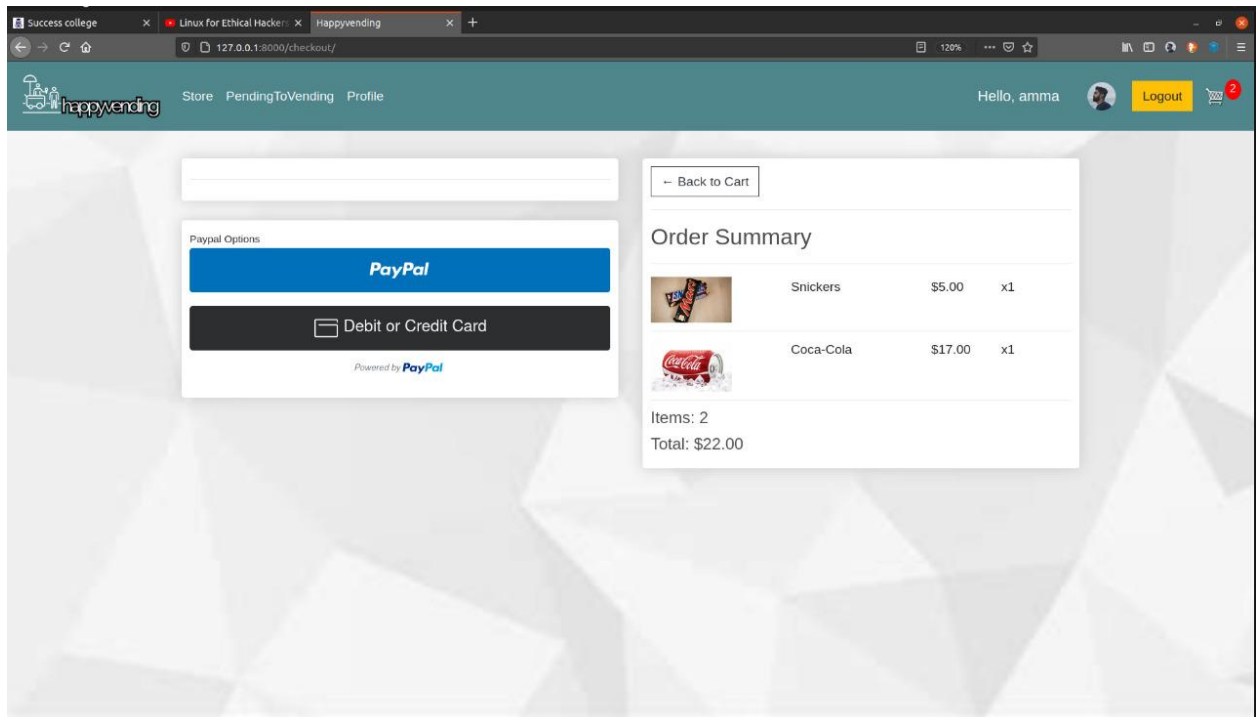 Success college
Linux for Ethical Hackers
Happyvending
127.0.0.1:8000/checkout/
120%
happyvending
Store PendingToVending Profile
Hello, amma
Logout
2
← Back to Cart
Paypal Options
PayPal
Debit or Credit Card
Powered by PayPal
Order Summary
Snickers $5.00 x1
Coca-Cola $17.00 x1
Items: 2
Total: $22.00